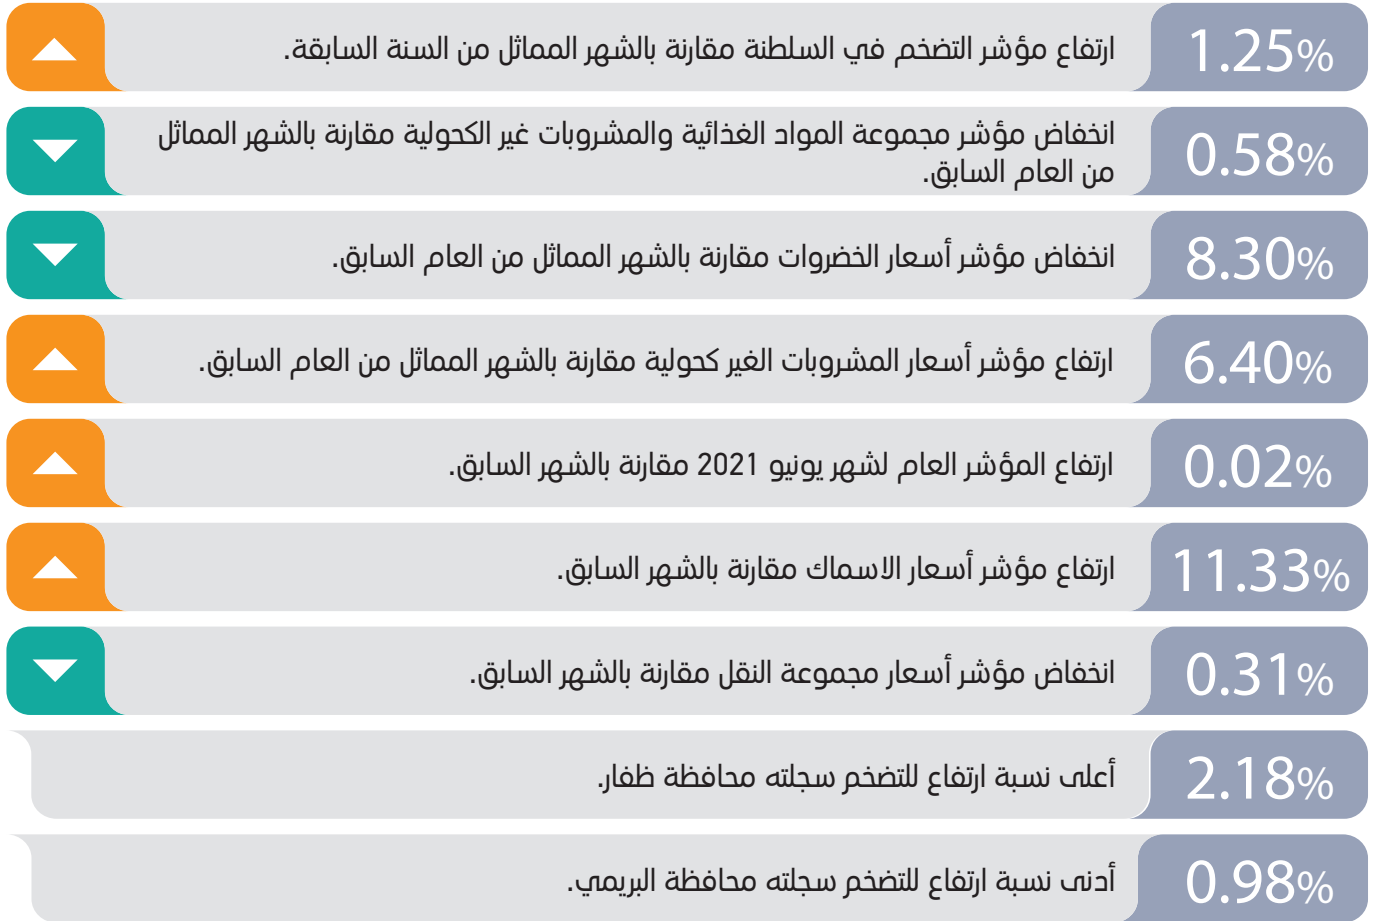 1.25%
ارتفاع مؤشر التضخم في السلطنة مقارنة بالشهر المماثل من السنة السابقة.
0.58%
انخفاض مؤشر مجموعة المواد الغذائية والمشروبات غير الكحولية مقارنة بالشهر المماثل
من العام السابق.
8.30%
انخفاض مؤشر أسعار الخضروات مقارنة بالشهر المماثل من العام السابق.
6.40%
ارتفاع مؤشر أسعار المشروبات الغير كحولية مقارنة بالشهر المماثل من العام السابق.
0.02%
ارتفاع المؤشر العام لشهر يونيو 2021 مقارنة بالشهر السابق.
11.33%
ارتفاع مؤشر أسعار الاسماك مقارنة بالشهر السابق.
0.31%
انخفاض مؤشر أسعار مجموعة النقل مقارنة بالشهر السابق.
2.18%
أعلى نسبة ارتفاع للتضخم سجلته محافظة ظفار.
0.98%
أدنى نسبة ارتفاع للتضخم سجلته محافظة البريمي.